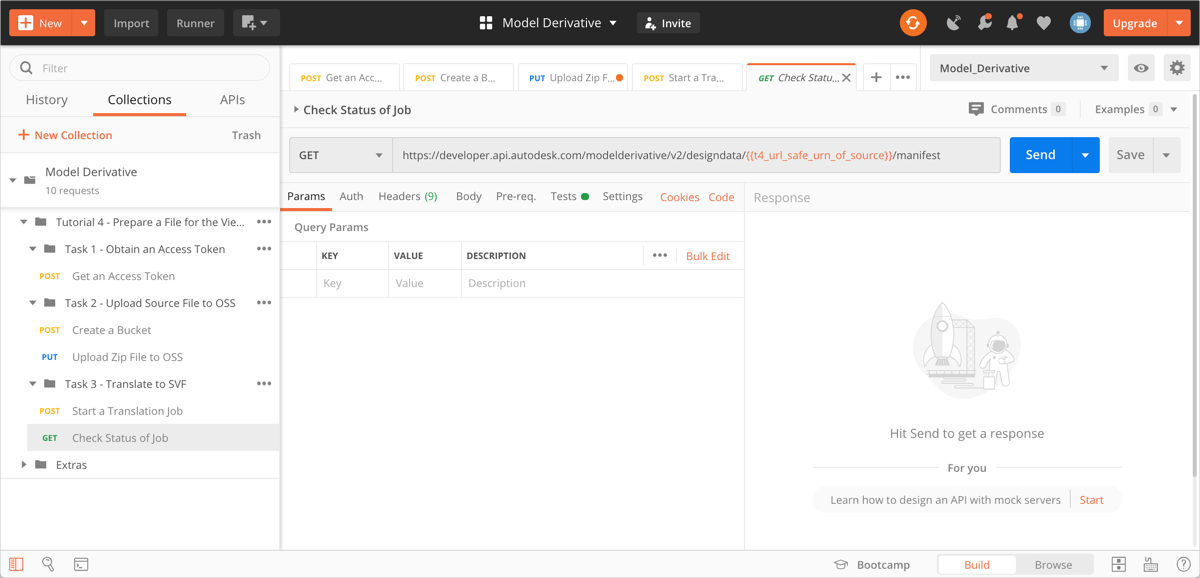 New Import Runner Model Derivative Invite Upgrade
Filter
History Collections APIs
New Collection Trash
Model Derivative
10 requests
Tutorial 4 - Prepare a File for the Vie...
Task 1 - Obtain an Access Token
POST Get an Access Token
Task 2 - Upload Source File to OSS
POST Create a Bucket
PUT Upload Zip File to OSS
Task 3 - Translate to SVF
POST Start a Translation Job
GET Check Status of Job
Extras
POST Get an Acc... POST Create a B... PUT Upload Zip F... POST Start a Tra... GET Check Statu... Model_Derivative
Check Status of Job Comments 0 Examples 0
GET https://developer.api.autodesk.com/modelderivative/v2/designdata/{{t4_url_safe_urn_of_source}}/manifest Send Save
Params Auth Headers (9) Body Pre-req. Tests Settings Cookies Code
Query Params
KEY VALUE DESCRIPTION ••• Bulk Edit
Key Value Description
Response
Hit Send to get a response
For you
Learn how to design an API with mock servers Start
Bootcamp Build Browse